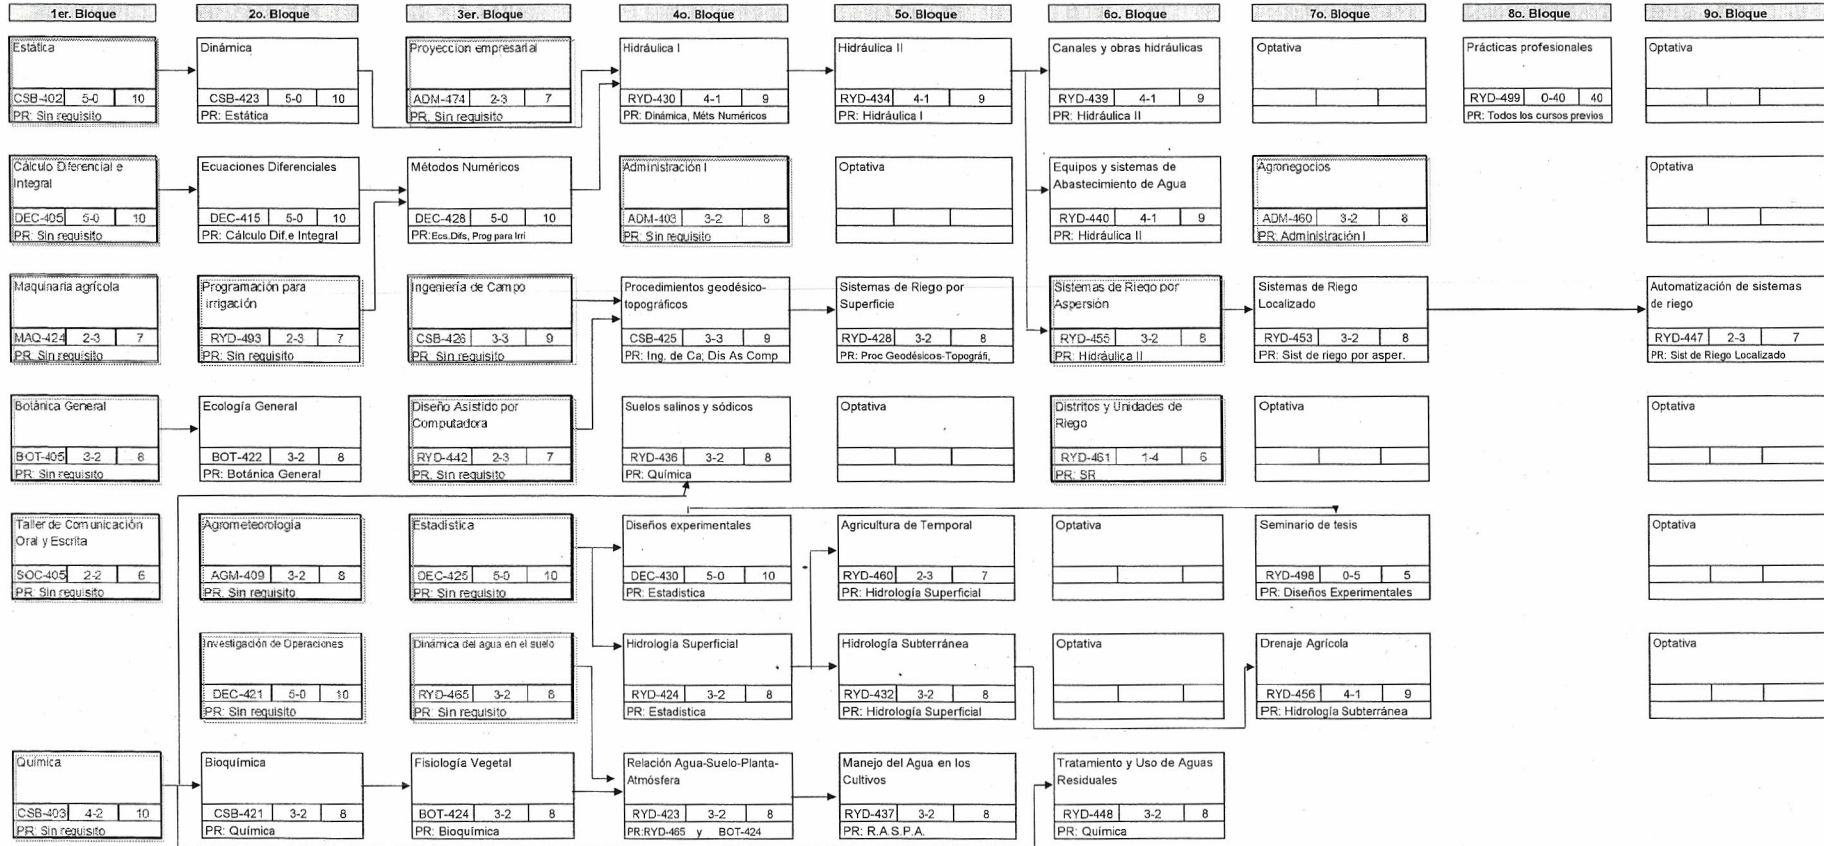 1er. Bloque
2o. Bloque
3er. Bloque
4o. Bloque
5o. Bloque
6o. Bloque
7o. Bloque
8o. Bloque
9o. Bloque
Estática
CSB-402 5-0 10
PR: Sin requisito
Dinámica
CSB-423 5-0 10
PR: Estática
Proyeccion empresarial
ADM-474 2-3 7
PR. Sin requisito
Hidráulica I
RYD-430 4-1 9
PR: Dinámica, Méts Numéricos
Hidráulica II
RYD-434 4-1 9
PR: Hidráulica I
Canales y obras hidráulicas
RYD-439 4-1 9
PR: Hidráulica II
Optativa
Prácticas profesionales
RYD-499 0-40 40
PR: Todos los cursos previos
Optativa
Cálculo Diferencial e
Integral
DEC-405 5-0 10
PR: Sin requisito
Ecuaciones Diferenciales
DEC-415 5-0 10
PR: Cálculo Dif.e Integral
Métodos Numéricos
DEC-428 5-0 10
PR:Ecs.Difs, Prog para Irri
Administración I
ADM-403 3-2 8
PR: Sin requisito
Optativa
Equipos y sistemas de
Abastecimiento de Agua
RYD-440 4-1 9
PR: Hidráulica II
Agronegocios
ADM-460 3-2 8
PR: Administración I
Optativa
Maquinaria agrícola
MAQ-424 2-3 7
PR: Sin requisito
Programación para
irrigación
RYD-493 2-3 7
PR: Sin requisito
Ingeniería de Campo
CSB-426 3-3 9
PR: Sin requisito
Procedimientos geodésico-
topográficos
CSB-425 3-3 9
PR: Ing. de Ca; Dis As Comp
Sistemas de Riego por
Superficie
RYD-428 3-2 8
PR: Proc Geodésicos-Topográfi,
Sistemas de Riego por
Aspersión
RYD-455 3-2 8
PR: Hidráulica II
Sistemas de Riego
Localizado
RYD-453 3-2 8
PR: Sist de riego por asper.
Automatización de sistemas
de riego
RYD-447 2-3 7
PR: Sist de Riego Localizado
Botánica General
BOT-405 3-2 8
PR: Sin requisito
Ecología General
BOT-422 3-2 8
PR: Botánica General
Diseño Asistido por
Computadora
RYD-442 2-3 7
PR. Sin requisito
Suelos salinos y sódicos
RYD-436 3-2 8
PR: Química
Optativa
Distritos y Unidades de
Riego
RYD-461 1-4 6
PR: SR
Optativa
Optativa
Taller de Comunicación
Oral y Escrita
SOC-405 2-2 6
PR: Sin requisito
Agrometeorología
AGM-409 3-2 8
PR: Sin requisito
Estadística
DEC-425 5-0 10
PR: Sin requisito
Diseños experimentales
DEC-430 5-0 10
PR: Estadistica
Agricultura de Temporal
RYD-460 2-3 7
PR: Hidrología Superficial
Optativa
Seminario de tesis
RYD-498 0-5 5
PR: Diseños Experimentales
Optativa
Investigación de Operaciones
DEC-421 5-0 10
PR: Sin requisito
Dinámica del agua en el suelo
RYD-465 3-2 8
PR: Sin requisito
Hidrología Superficial
RYD-424 3-2 8
PR: Estadistica
Hidrología Subterránea
RYD-432 3-2 8
PR: Hidrología Superficial
Optativa
Drenaje Agrícola
RYD-456 4-1 9
PR: Hidrología Subterránea
Optativa
Química
CSB-403 4-2 10
PR: Sin requisito
Bioquímica
CSB-421 3-2 8
PR: Química
Fisiología Vegetal
BOT-424 3-2 8
PR: Bioquímica
Relación Agua-Suelo-Planta-
Atmósfera
RYD-423 3-2 8
PR:RYD-465 y BOT-424
Manejo del Agua en los
Cultivos
RYD-437 3-2 8
PR: R.A.S.P.A.
Tratamiento y Uso de Aguas
Residuales
RYD-448 3-2 8
PR: Química